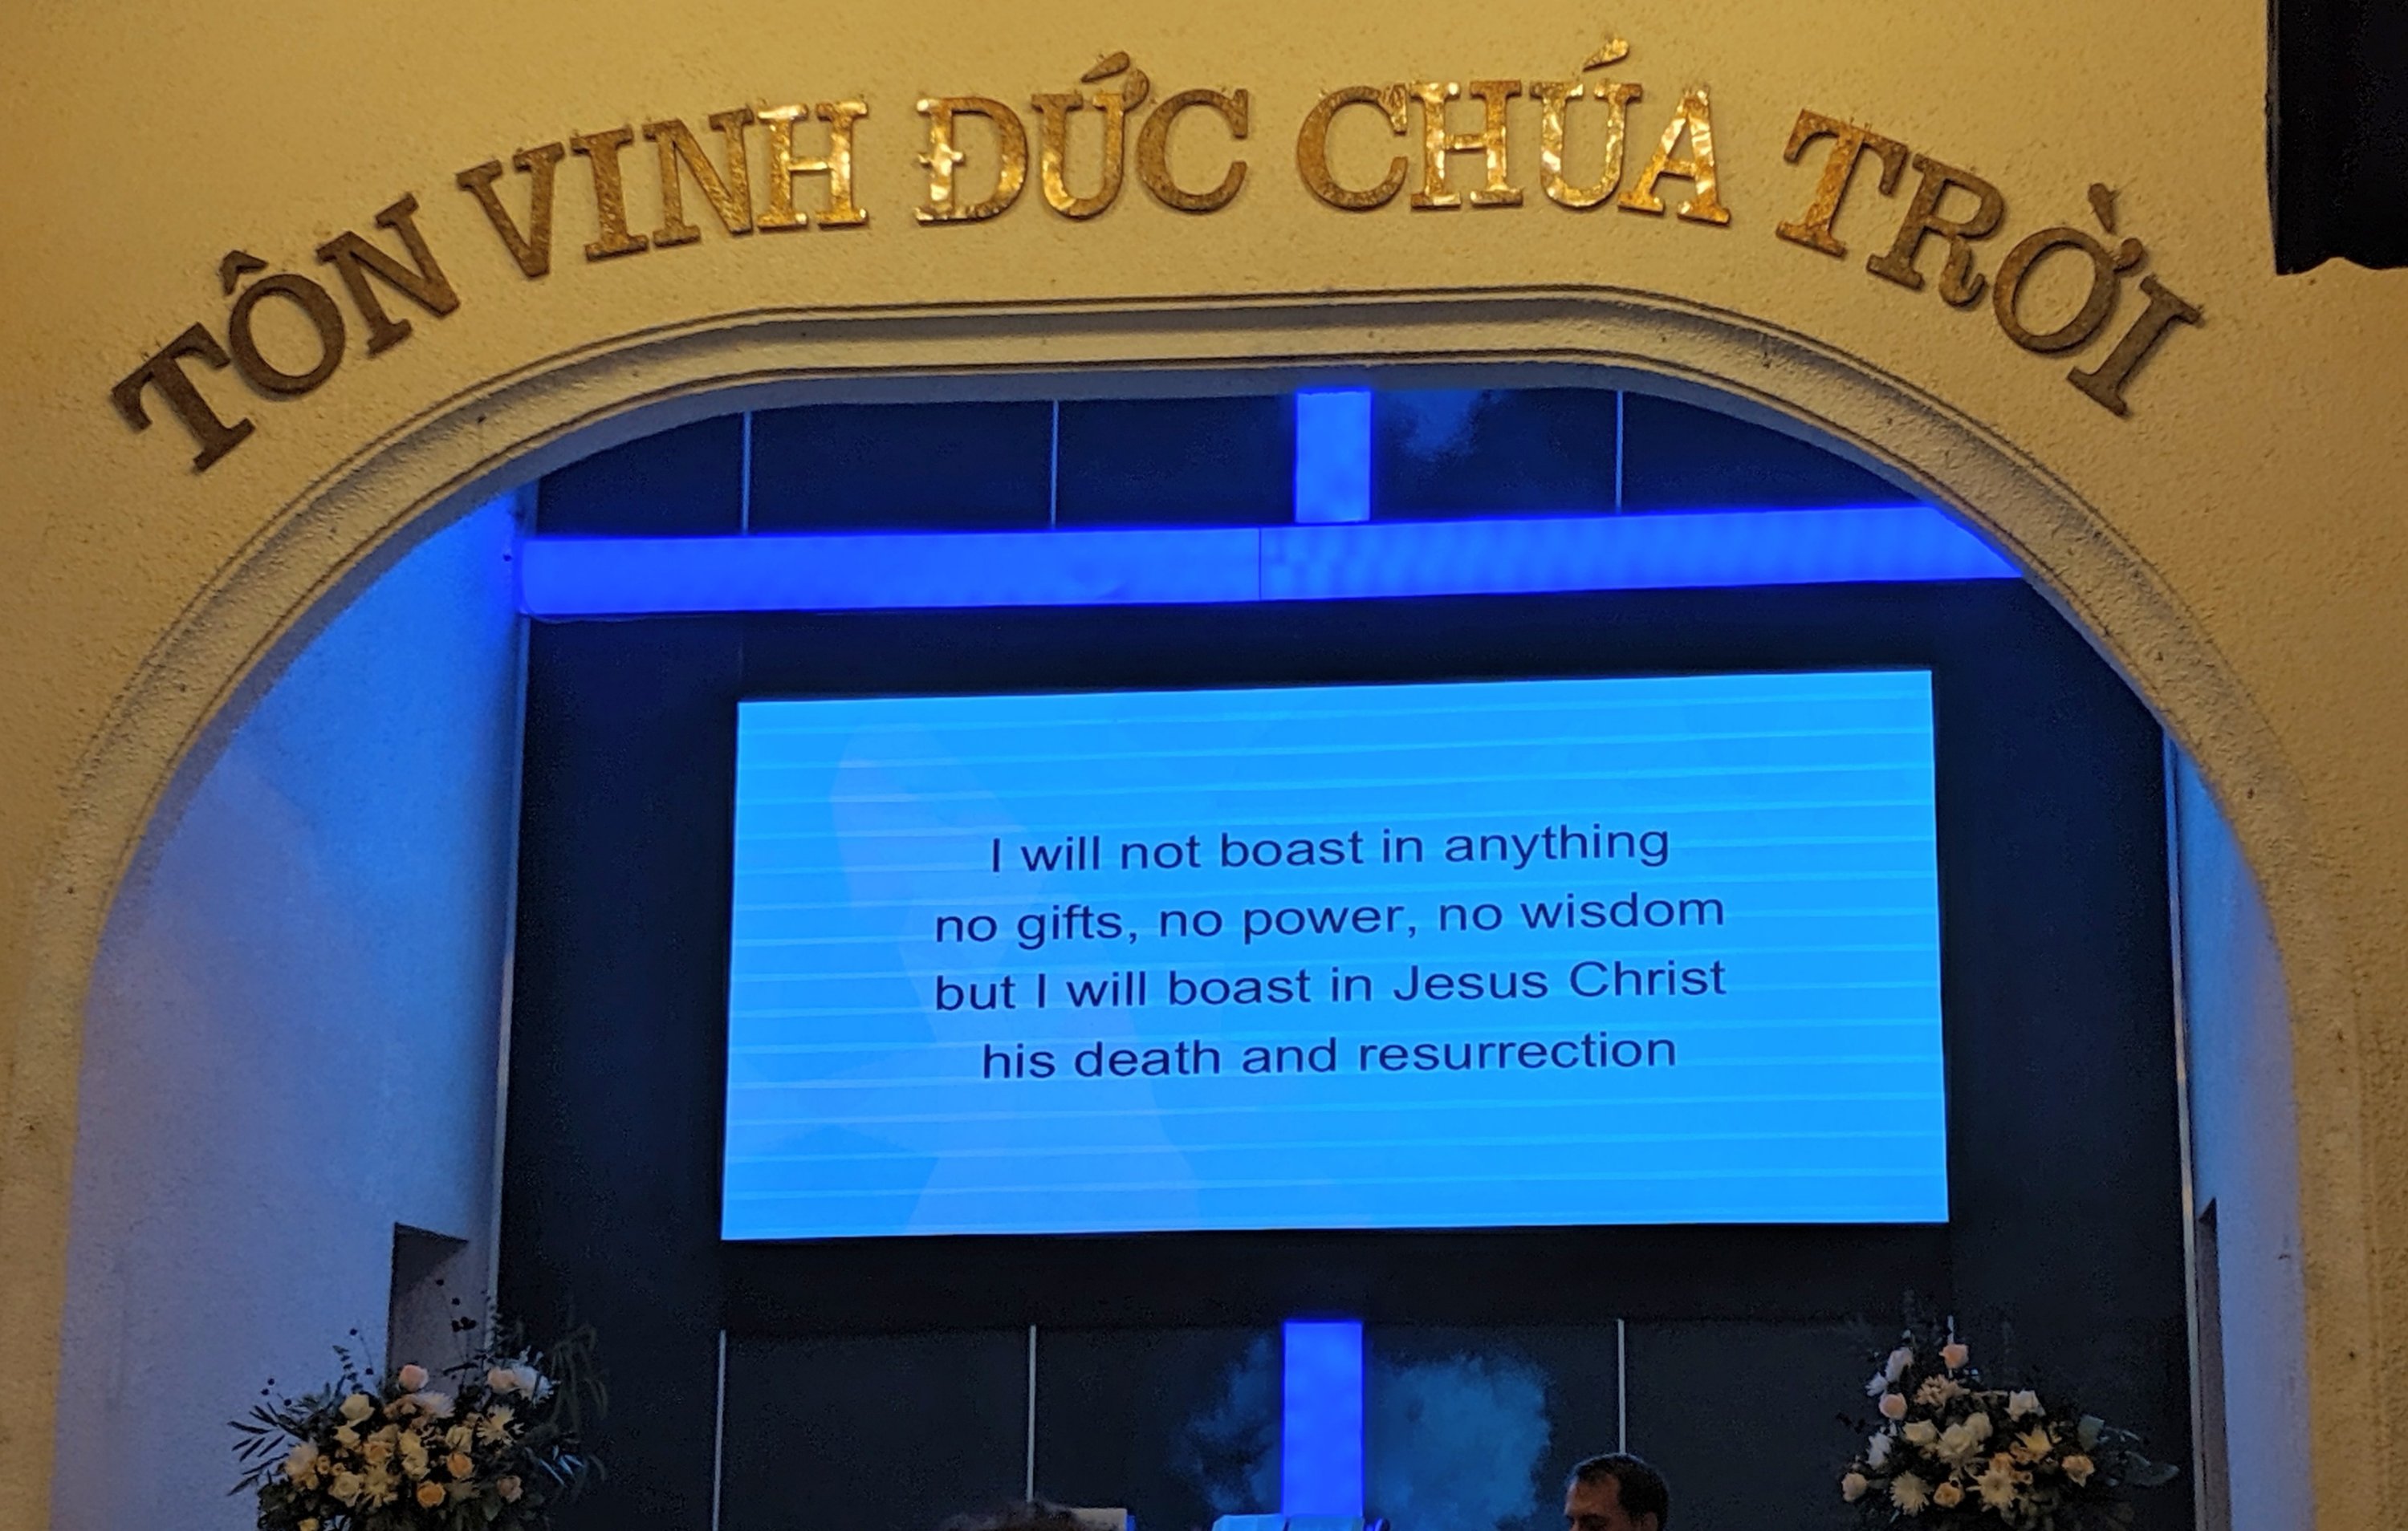 TÔN VINH ĐỨC CHÚA TRỜI
I will not boast in anything
no gifts, no power, no wisdom
but I will boast in Jesus Christ
his death and resurrection